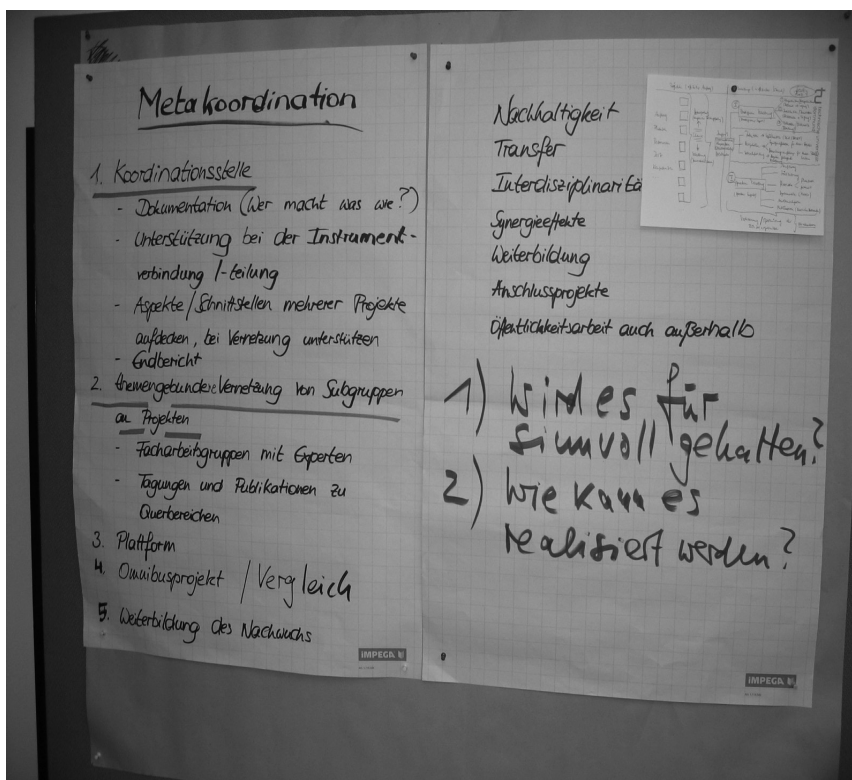 Metakoordination
1. Koordinationsstelle
- Dokumentation (Wer macht was wie?)
- Unterstützung bei der Instrument-
verbindung /-teilung
- Aspekte/Schnittstellen mehrerer Projekte
aufdecken, bei Vernetzung unterstützen
- Endbericht
2. themengebundene Vernetzung von Subgruppen
an Projekten
- Facharbeitsgruppen mit Experten
- Tagungen und Publikationen zu
Querbereichen
3. Plattform
4. Omnibusprojekt / Vergleich
5. Weiterbildung des Nachwuchs
IMPEGA
Nachhaltigkeit
Transfer
Interdisziplinaritä
Synergieeffekte
Weiterbildung
Anschlussprojekte
Öffentlichkeitsarbeit auch außerhalb
1) Wird es für
sinnvoll gehalten?
2) Wie kann es
realisiert werden?
IMPEGA
tu